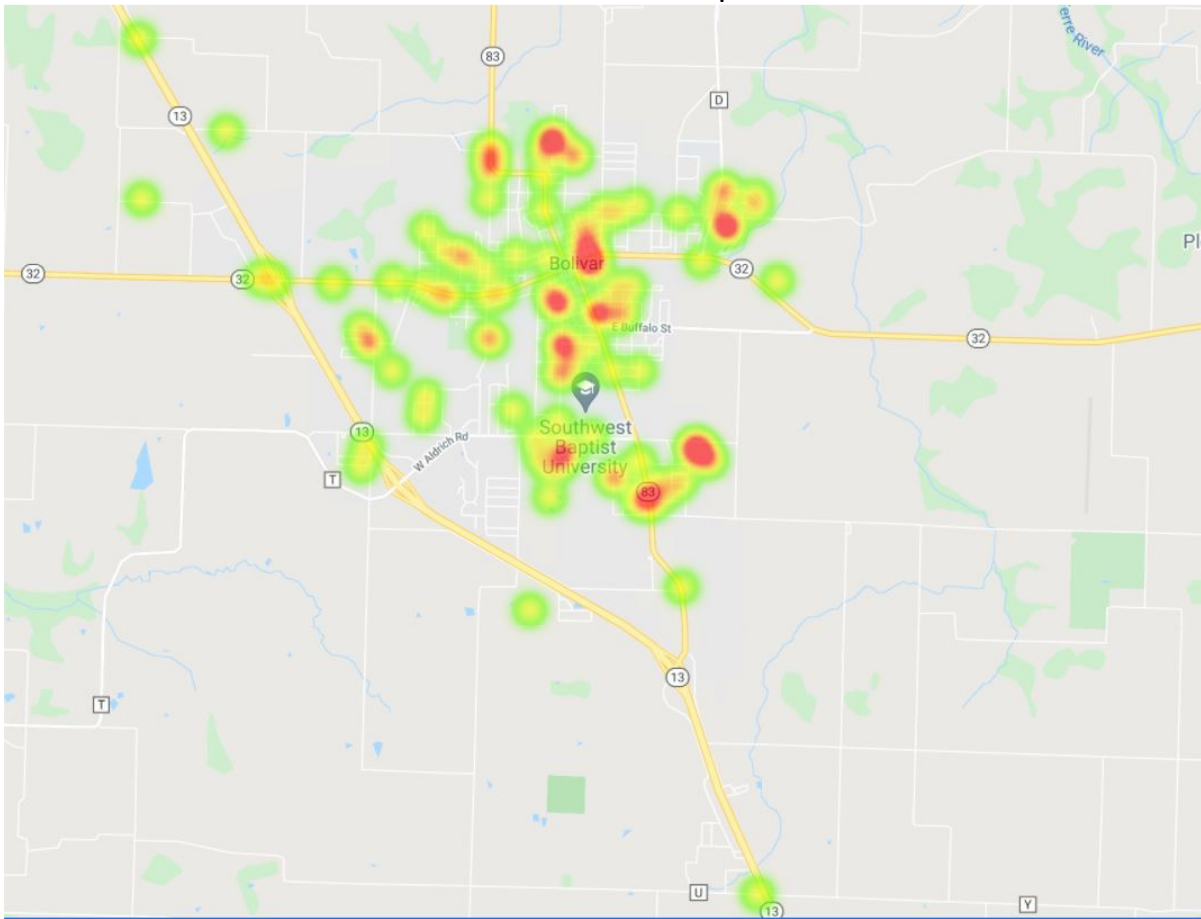 erre River
83
D
13
32
32
Bolivar
32
Pl
E Buffalo St
32
13
Southwest
Baptist
University
W Aldrich Rd
T
83
13
T
U
Y
13